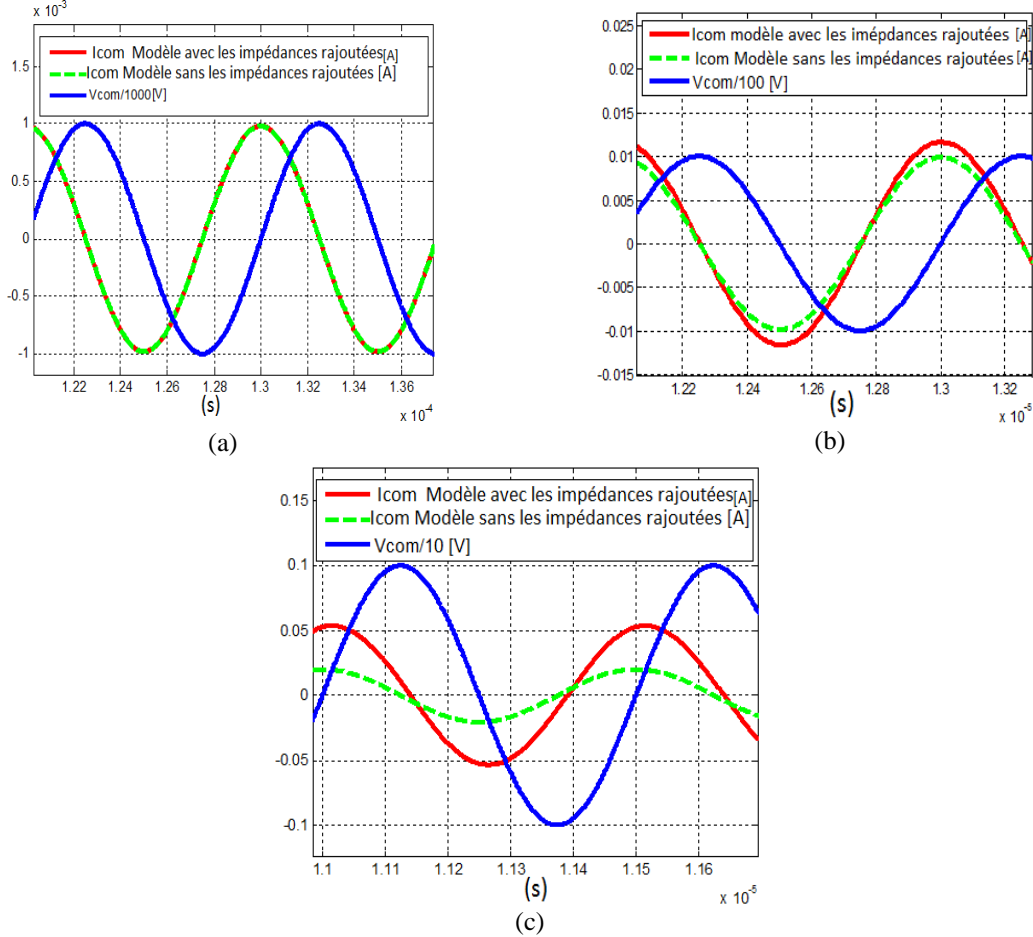 x 10^-3
1.5
Icom Modèle avec les impédances rajoutées[A]
Icom Modèle sans les impédances rajoutées [A]
Vcom/1000[V]
1
0.5
0
-0.5
-1
1.22 1.24 1.26 1.28 1.3 1.32 1.34 1.36
(s)
x 10^-4
(a)
0.025
Icom modèle avec les imépédances rajoutées [A]
Icom Modèle sans les imépédances rajoutées [A]
Vcom/100 [V]
0.02
0.015
0.01
0.005
0
-0.005
-0.01
-0.015
1.22 1.24 1.26 1.28 1.3 1.32
(s)
x 10^-5
(b)
Icom Modèle avec les impédances rajoutées[A]
Icom Modèle sans les impédances rajoutées [A]
Vcom/10 [V]
0.15
0.1
0.05
0
-0.05
-0.1
1.1 1.11 1.12 1.13 1.14 1.15 1.16
(s)
x 10^-5
(c)